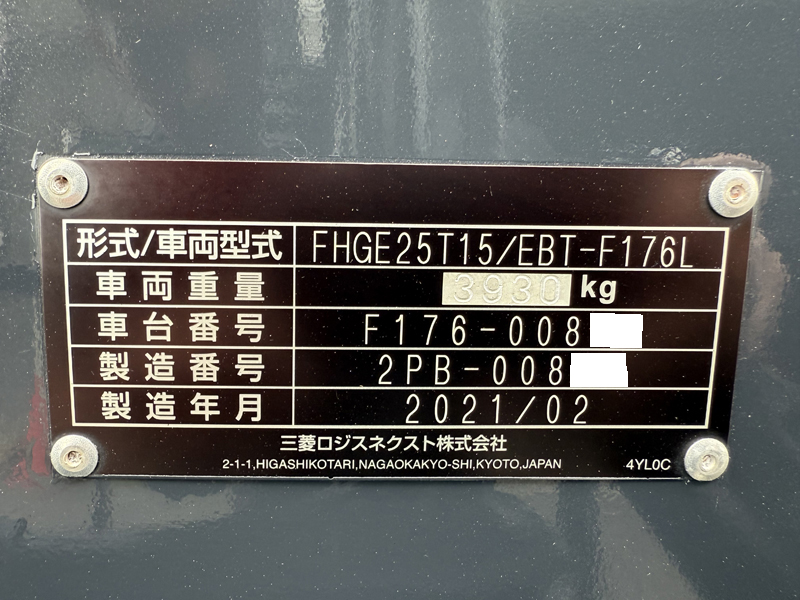 形式/車両型式 FHGE25T15/EBT-F176L
車両重量 3930 kg
車台番号 F176-008
製造番号 2PB-008
製造年月 2021/02
三菱ロジスネクスト株式会社
2-1-1,HIGASHIKOTARI,NAGAOKAKYO-SHI,KYOTO,JAPAN 4YL0C